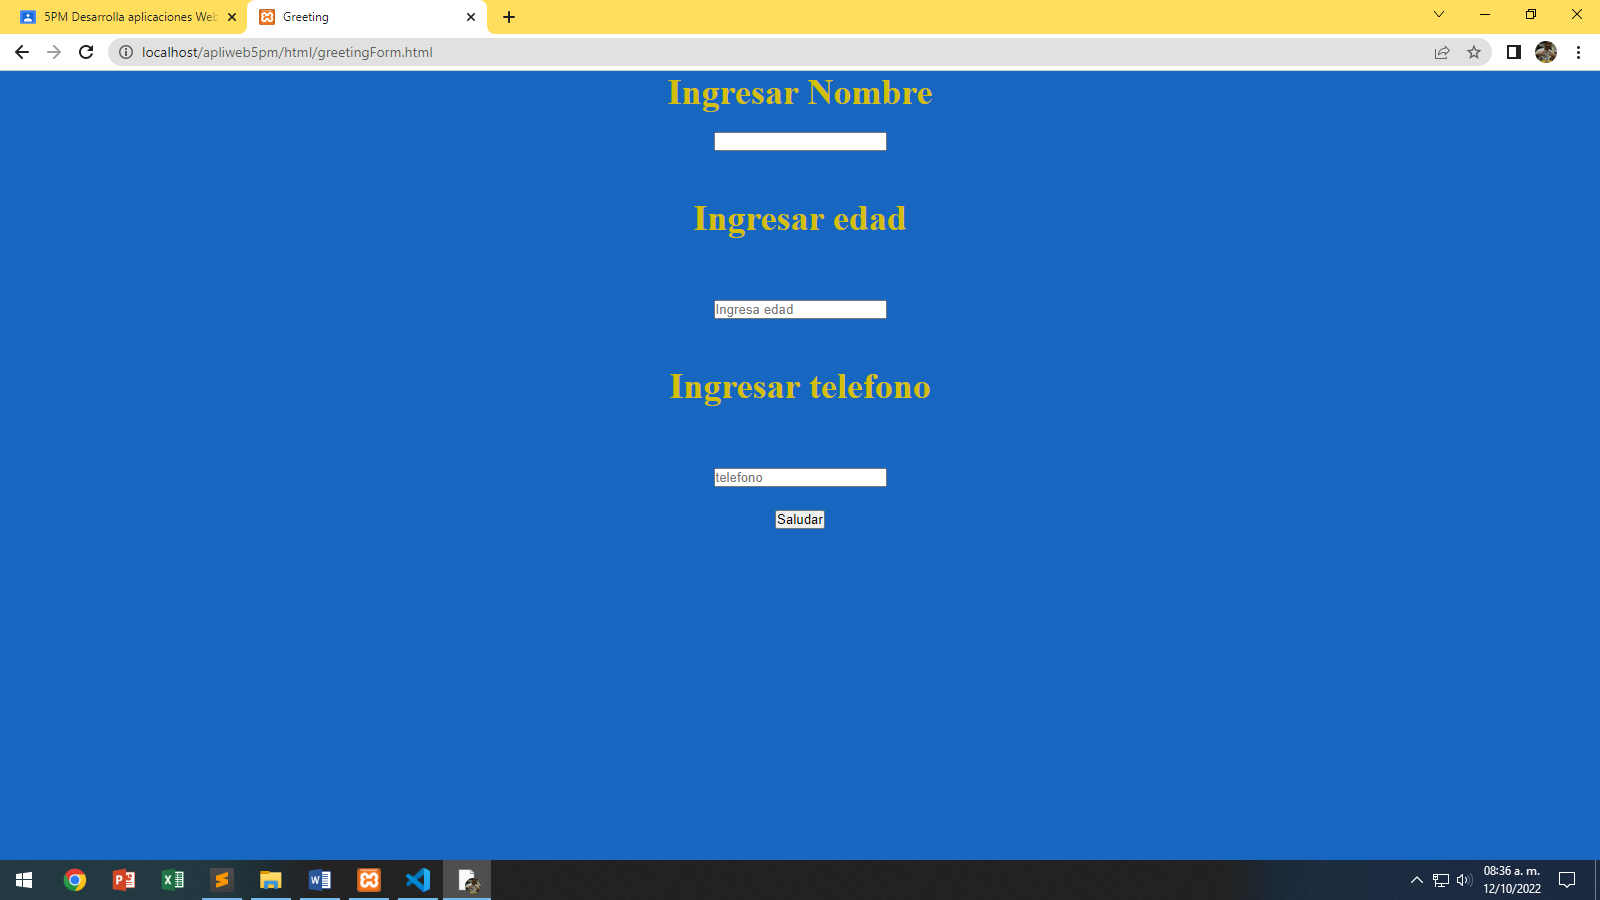 5PM Desarrolla aplicaciones Web
Greeting
localhost/apliweb5pm/html/greetingForm.html
Ingresar Nombre
Ingresar edad
Ingresa edad
Ingresar telefono
telefono
Saludar
08:36 a. m.
12/10/2022